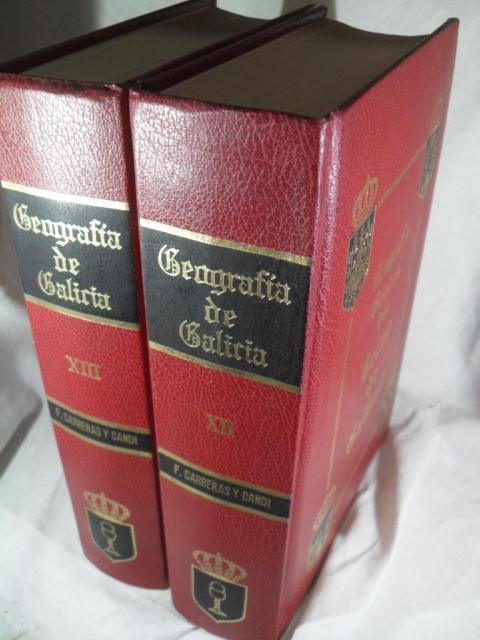 Geografía
de
Galicia
XIII
F. CARRERAS Y CANDI
Geografía
de
Galicia
XII
F. CARRERAS Y CANDI